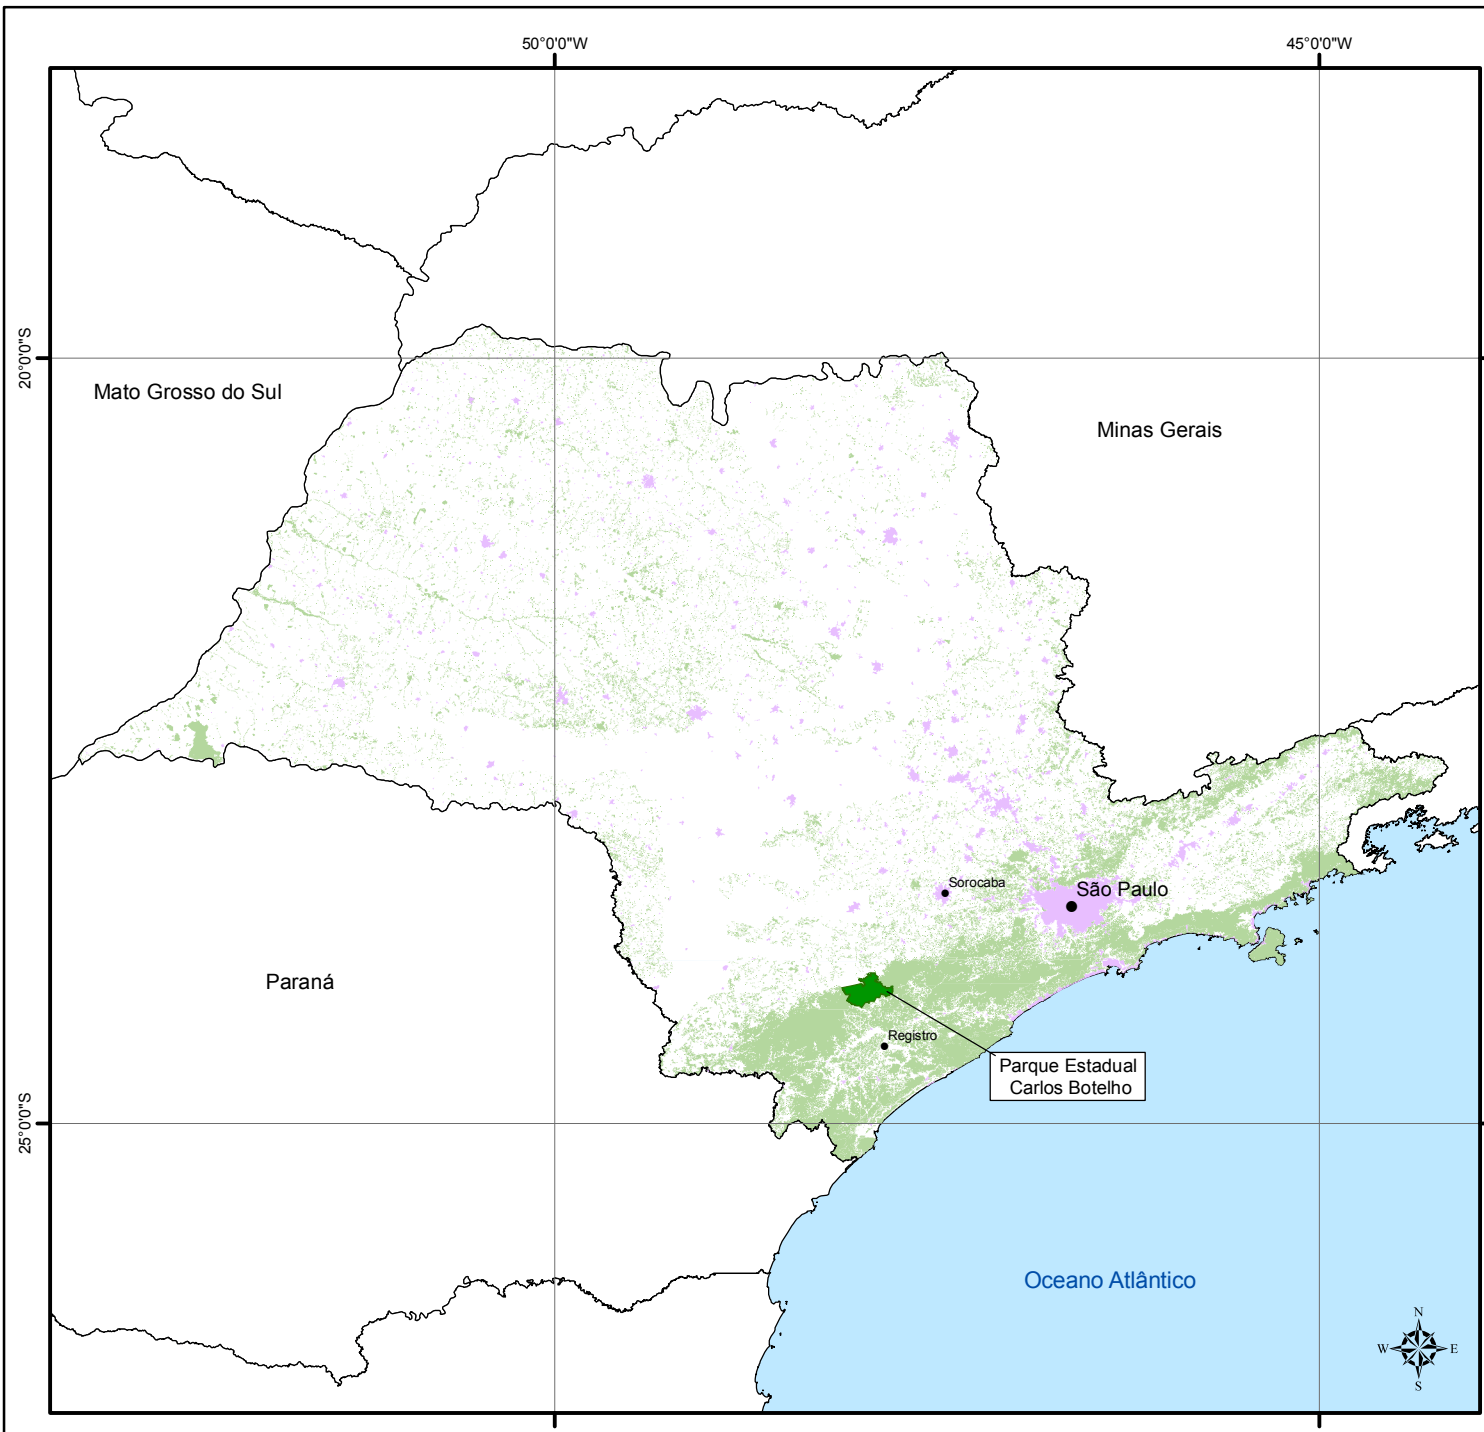 50°0'0"W
45°0'0"W
20°0'0"S
Mato Grosso do Sul
Minas Gerais
Sorocaba
São Paulo
Paraná
Registro
Parque Estadual
Carlos Botelho
25°0'0"S
Oceano Atlântico
N
W
E
S